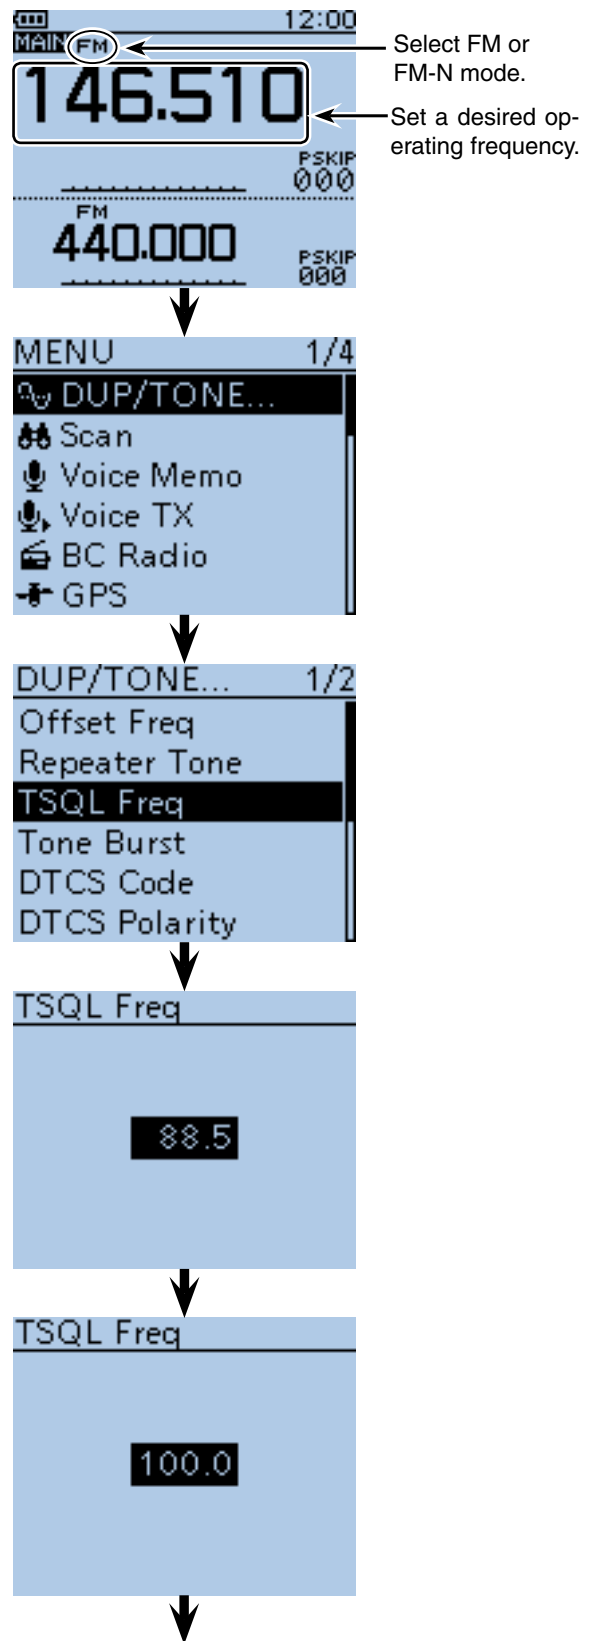 12:00
MAIN FM
Select FM or
FM-N mode.
146.510
Set a desired op-
erating frequency.
PSKIP
000
FM
440.000
PSKIP
000
MENU 1/4
DUP/TONE...
Scan
Voice Memo
Voice TX
BC Radio
GPS
DUP/TONE... 1/2
Offset Freq
Repeater Tone
TSQL Freq
Tone Burst
DTCS Code
DTCS Polarity
TSQL Freq
88.5
TSQL Freq
100.0